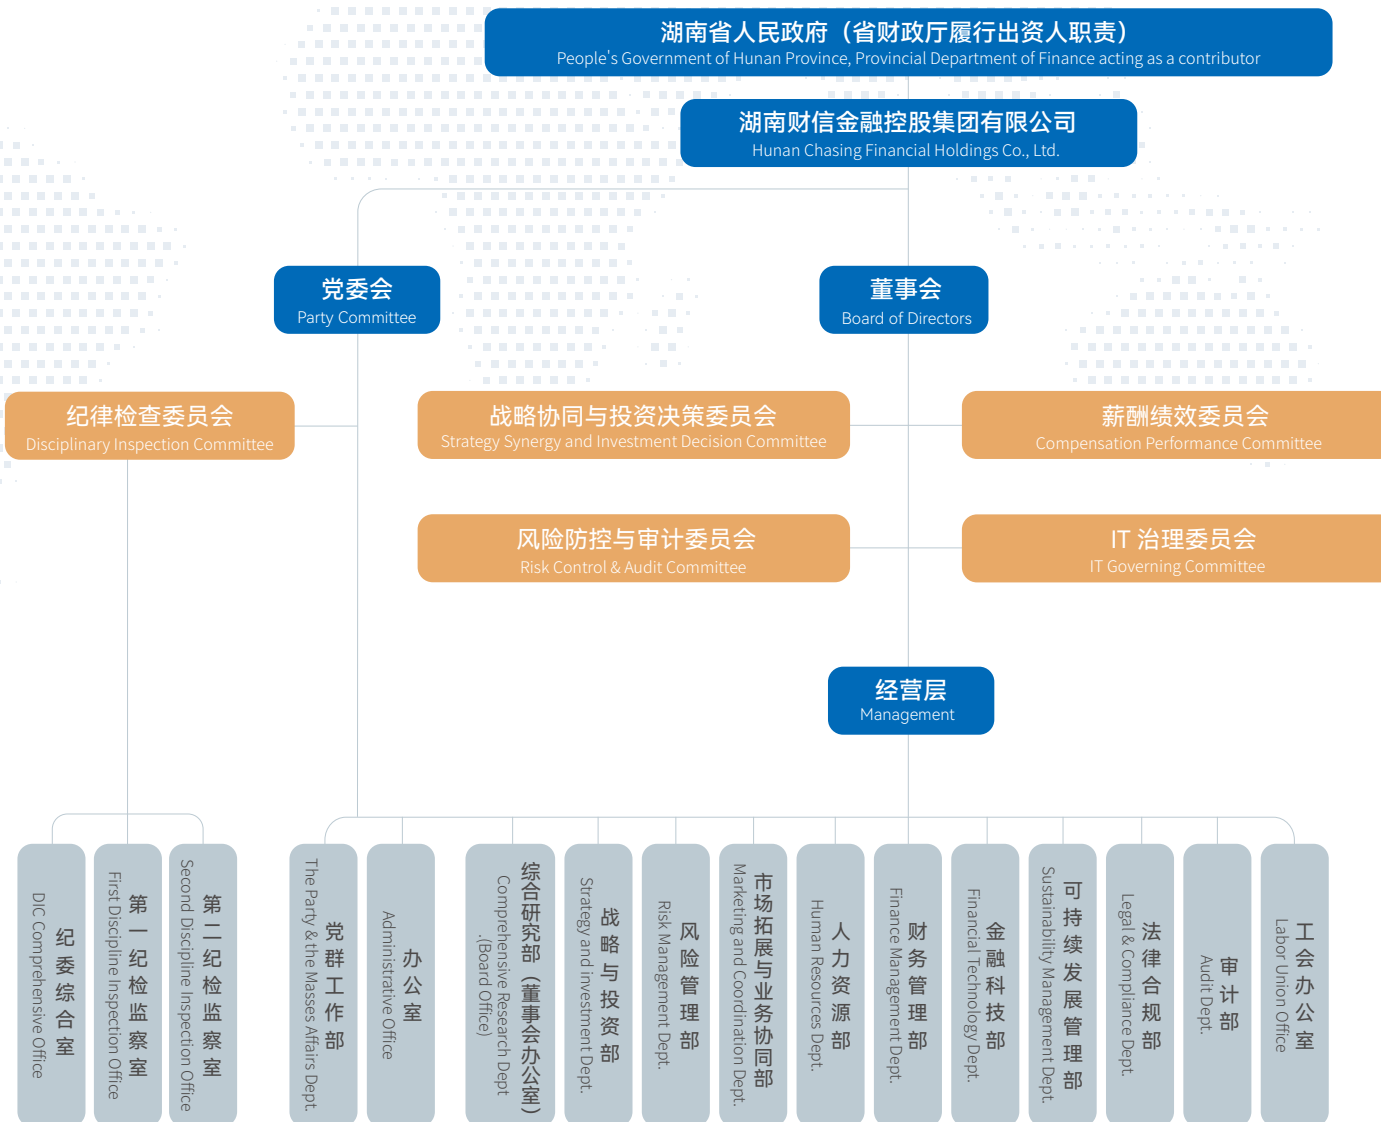 湖南省人民政府（省财政厅履行出资人职责）
People's Government of Hunan Province, Provincial Department of Finance acting as a contributor
湖南财信金融控股集团有限公司
Hunan Chasing Financial Holdings Co., Ltd.
党委会
Party Committee
董事会
Board of Directors
纪律检查委员会
Disciplinary Inspection Committee
战略协同与投资决策委员会
Strategy Synergy and Investment Decision Committee
薪酬绩效委员会
Compensation Performance Committee
风险防控与审计委员会
Risk Control & Audit Committee
IT 治理委员会
IT Governing Committee
经营层
Management
纪委综合室
DIC Comprehensive Office
第一纪检监察室
First Discipline Inspection Office
第二纪检监察室
Second Discipline Inspection Office
党群工作部
The Party & the Masses Affairs Dept.
办公室
Administrative Office
综合研究部（董事会办公室）
Comprehensive Research Dept
.(Board Office)
战略与投资部
Strategy and investment Dept.
风险管理部
Risk Management Dept.
市场拓展与业务协同部
Marketing and Coordination Dept.
人力资源部
Human Resources Dept.
财务管理部
Finance Management Dept.
金融科技部
Financial Technology Dept.
可持续发展管理部
Sustainability Management Dept.
法律合规部
Legal & Compliance Dept.
审计部
Audit Dept.
工会办公室
Labor Union Office